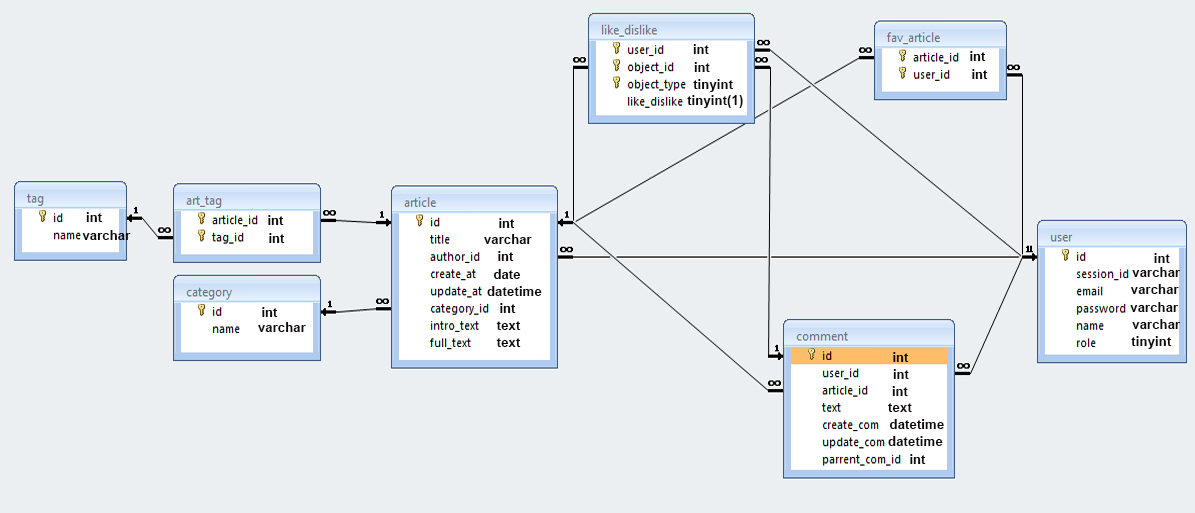 like_dislike
user_id int
object_id int
object_type tinyint
like_dislike tinyint(1)
fav_article
article_id int
user_id int
tag
id int
name varchar
art_tag
article_id int
tag_id int
category
id int
name varchar
article
id int
title varchar
author_id int
create_at date
update_at datetime
category_id int
intro_text text
full_text text
user
id int
session_id varchar
email varchar
password varchar
name varchar
role tinyint
comment
id int
user_id int
article_id int
text text
create_com datetime
update_com datetime
parrent_com_id int
∞
∞
∞
∞
∞
1
∞
∞
1
1
∞
1
∞
1
∞
11
1
∞
∞